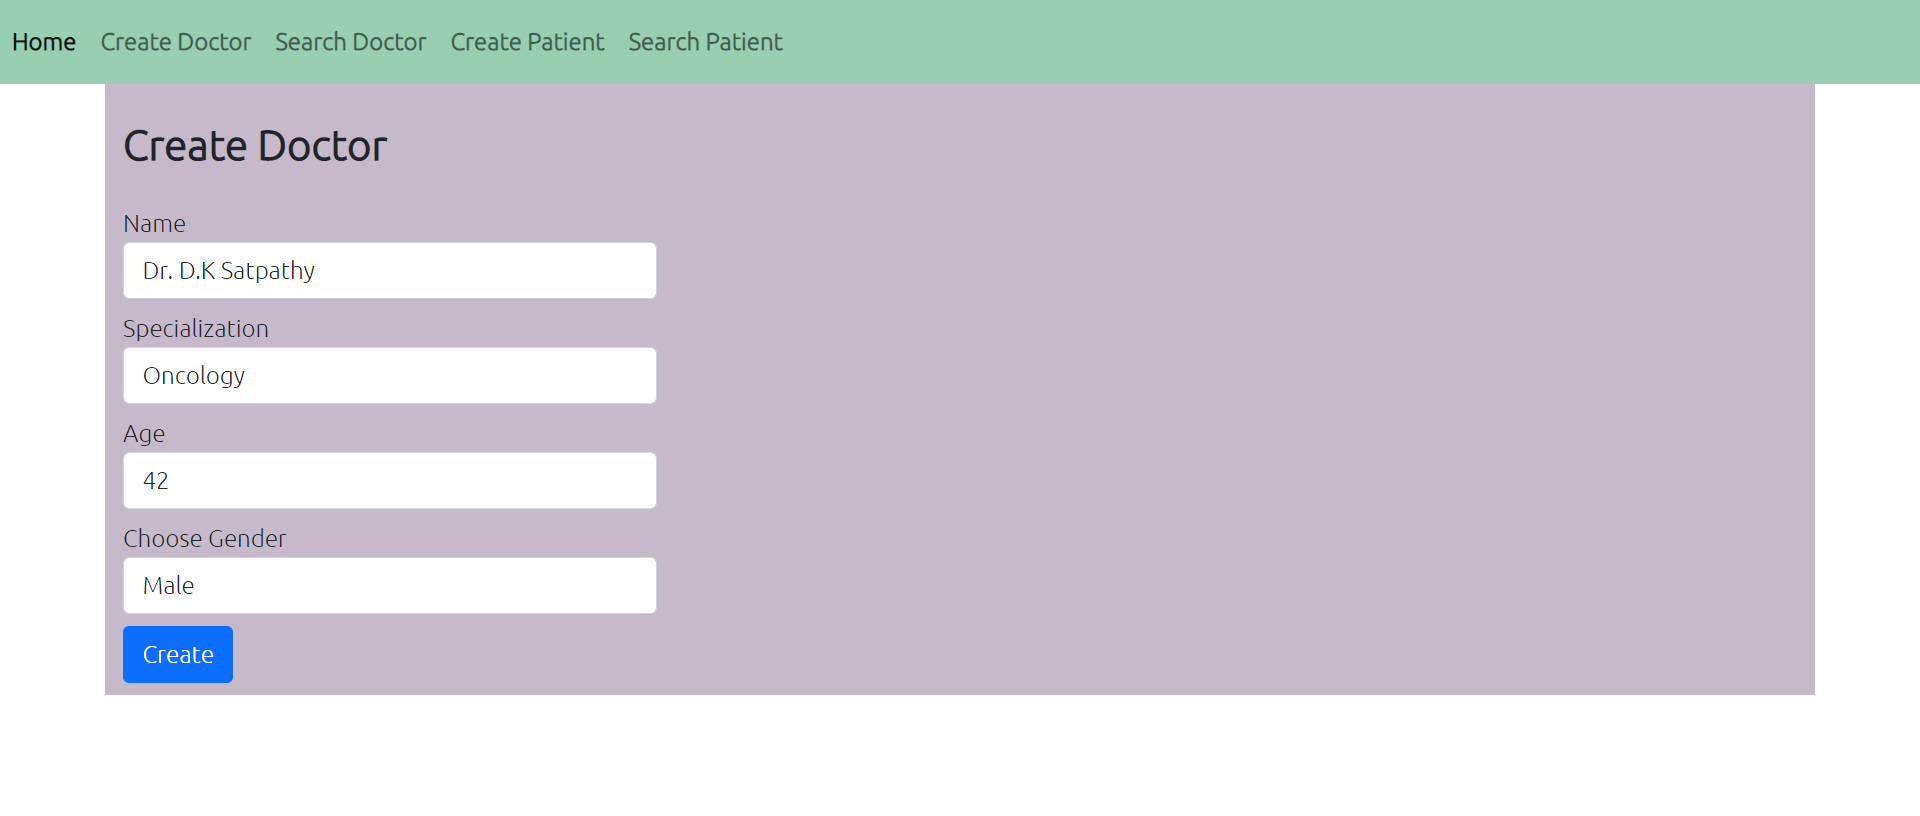 Home Create Doctor Search Doctor Create Patient Search Patient
Create Doctor
Name
Dr. D.K Satpathy
Specialization
Oncology
Age
42
Choose Gender
Male
Create